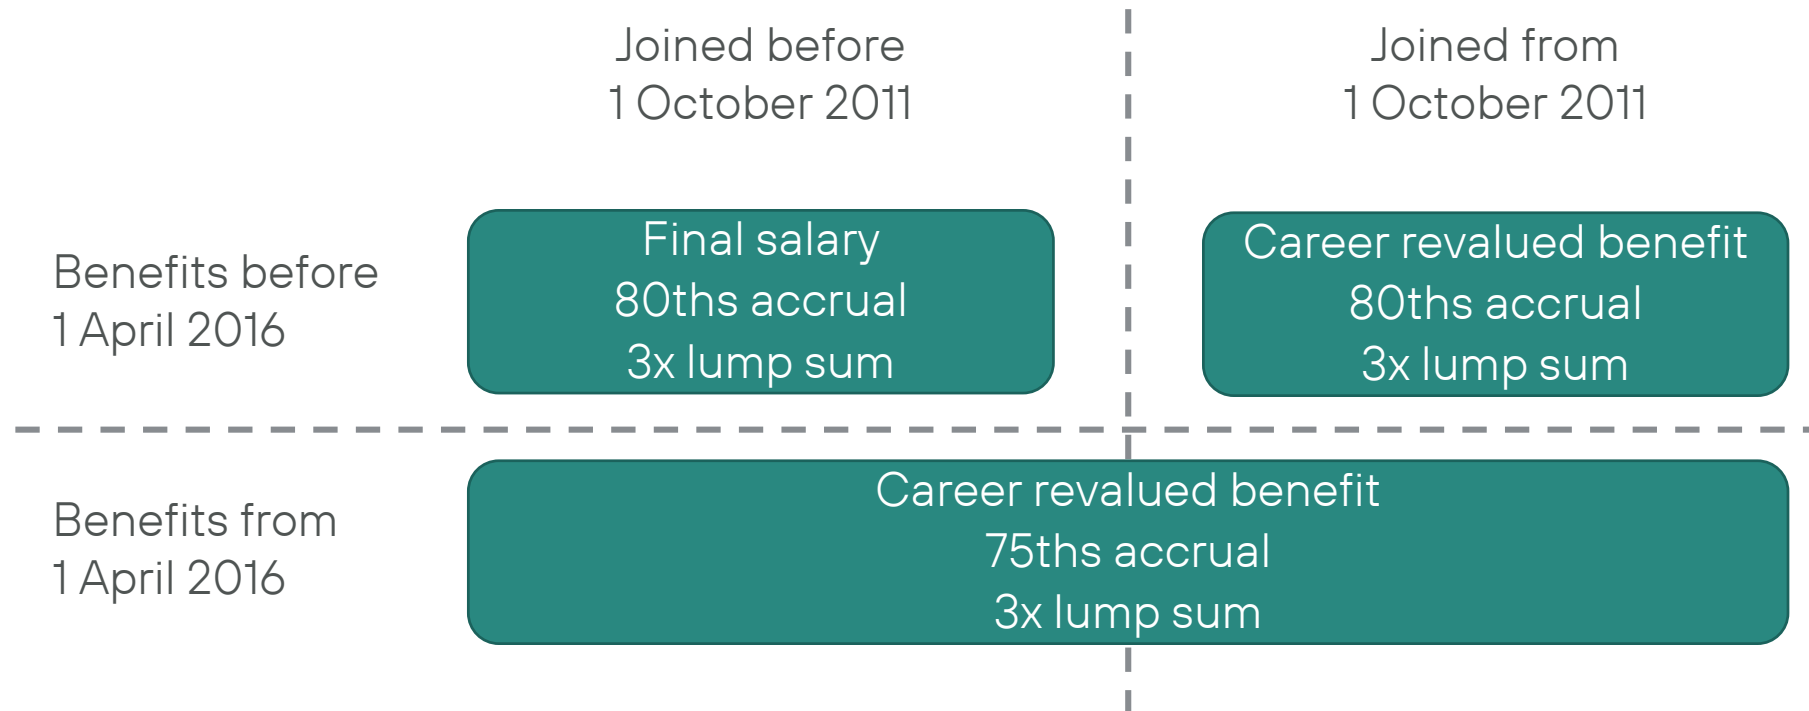 Joined before
1 October 2011
Joined from
1 October 2011
Benefits before
1 April 2016
Final salary
80ths accrual
3x lump sum
Career revalued benefit
80ths accrual
3x lump sum
Benefits from
1 April 2016
Career revalued benefit
75ths accrual
3x lump sum